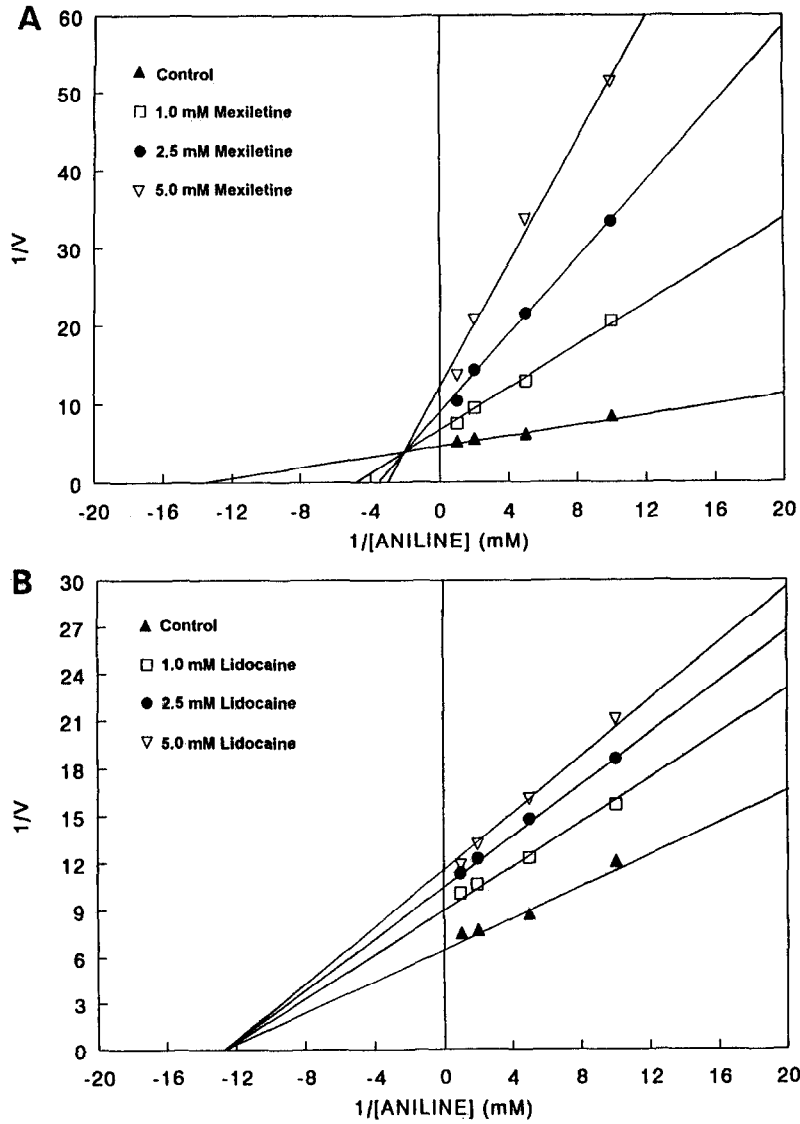 A
60
50
40
30
20
10
0
1/V
▲ Control
□ 1.0 mM Mexiletine
● 2.5 mM Mexiletine
▽ 5.0 mM Mexiletine
-20 -16 -12 -8 -4 0 4 8 12 16 20
1/[ANILINE] (mM)
B
30
27
24
21
18
15
12
9
6
3
0
1/V
▲ Control
□ 1.0 mM Lidocaine
● 2.5 mM Lidocaine
▽ 5.0 mM Lidocaine
-20 -16 -12 -8 -4 0 4 8 12 16 20
1/[ANILINE] (mM)